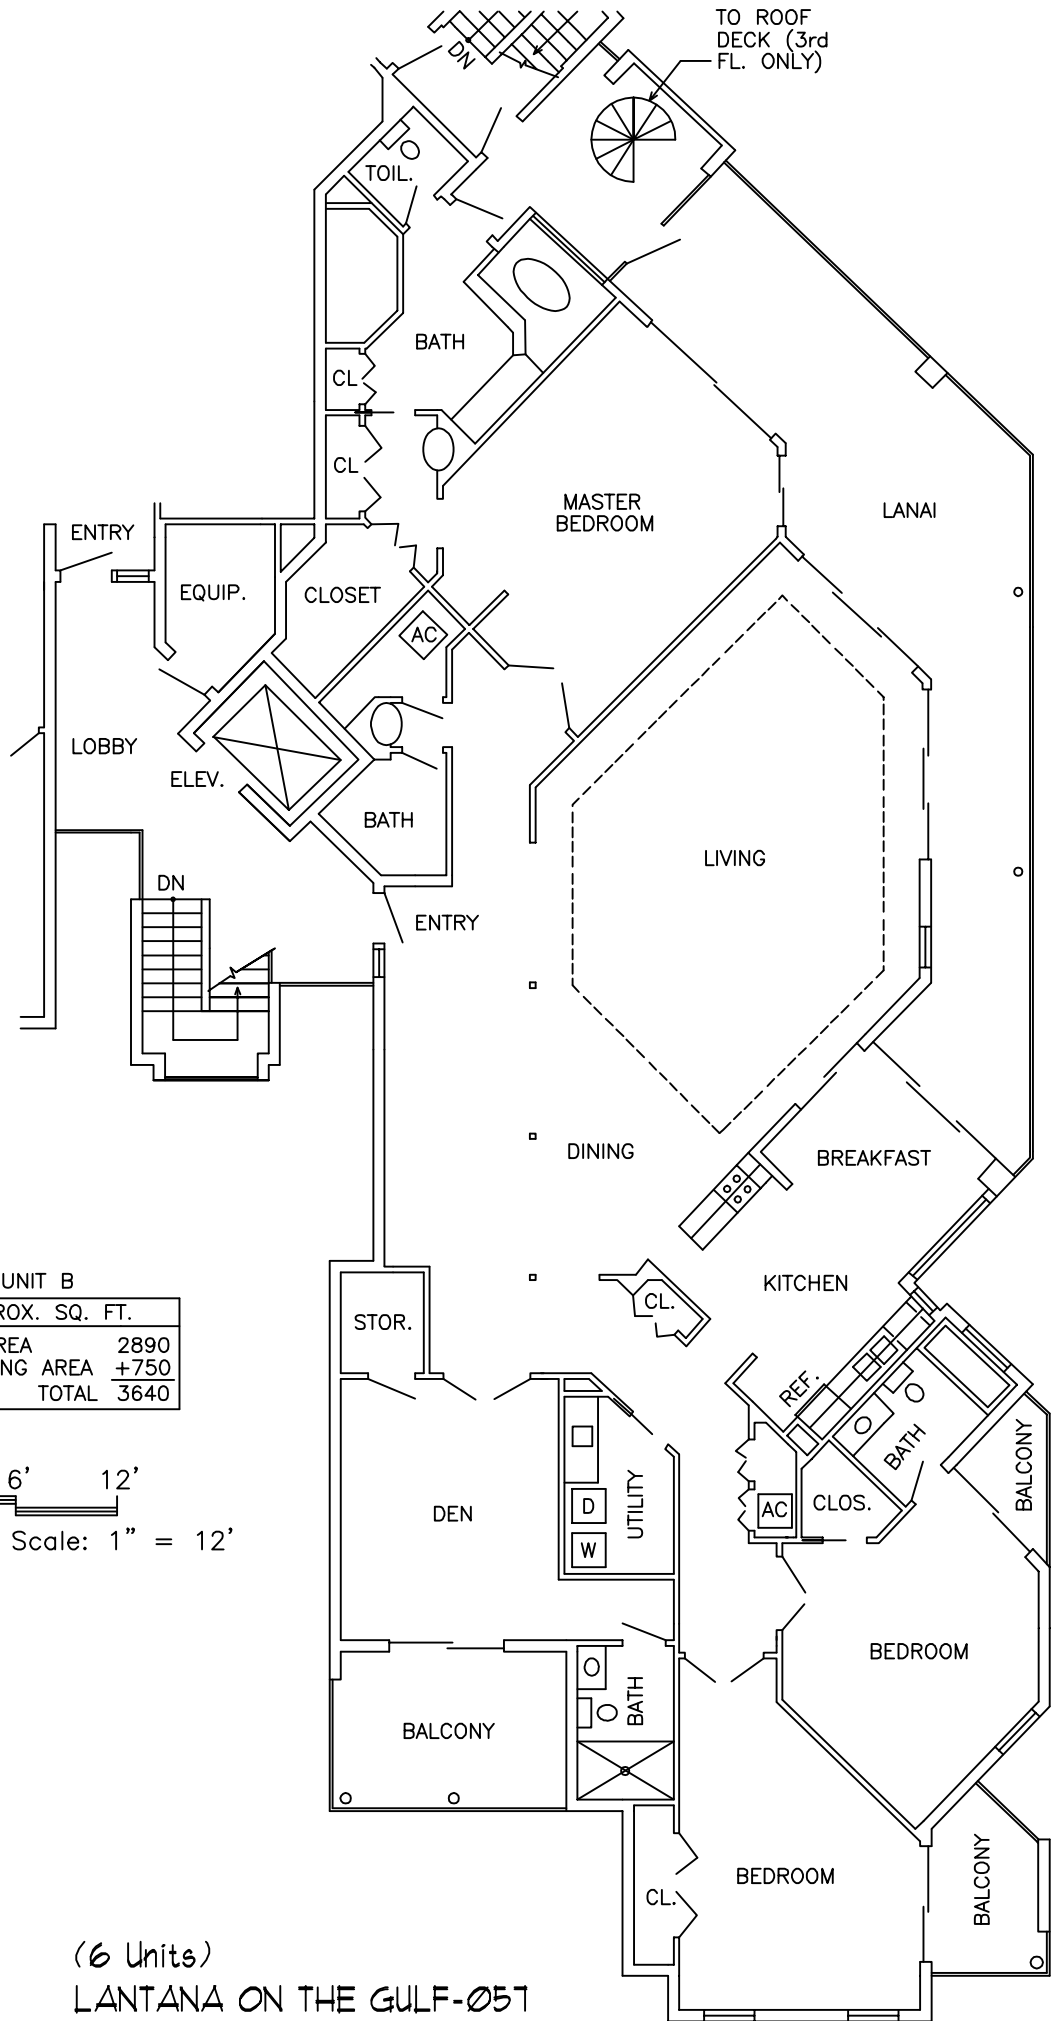 TO ROOF
DECK (3rd
FL. ONLY)
DN
TOIL.
BATH
CL
CL
MASTER
BEDROOM
LANAI
ENTRY
EQUIP.
CLOSET
AC
LOBBY
ELEV.
BATH
LIVING
DN
ENTRY
DINING
BREAKFAST
UNIT B
ROX. SQ. FT.
REA 2890
NG AREA +750
TOTAL 3640
KITCHEN
CL.
STOR.
REF.
BATH
BALCONY
6' 12'
Scale: 1" = 12'
DEN
UTILITY
D
W
AC
CLOS.
BEDROOM
BATH
BALCONY
BEDROOM
BALCONY
CL.
(6 Units)
LANTANA ON THE GULF-Ø57